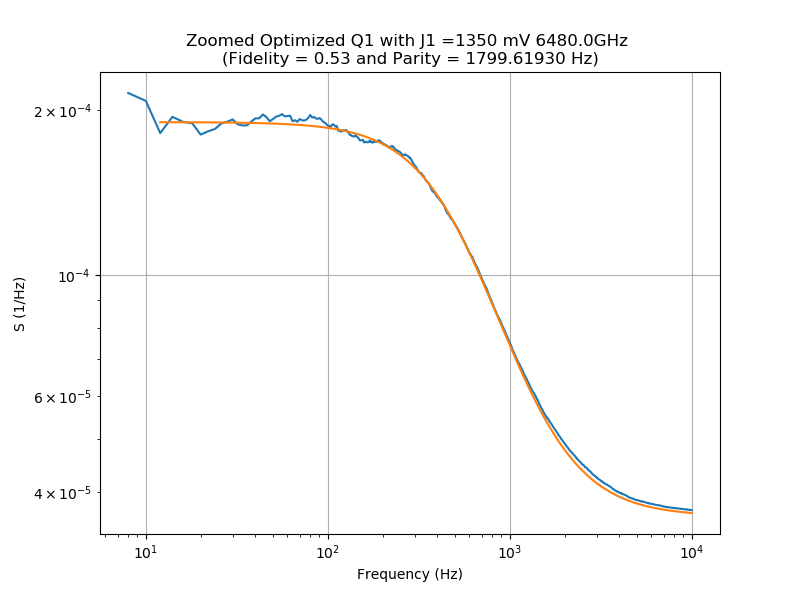 Zoomed Optimized Q1 with J1 =1350 mV 6480.0GHz
(Fidelity = 0.53 and Parity = 1799.61930 Hz)
S (1/Hz)
2 × 10⁻⁴
10⁻⁴
6 × 10⁻⁵
4 × 10⁻⁵
10¹ 10² 10³ 10⁴
Frequency (Hz)